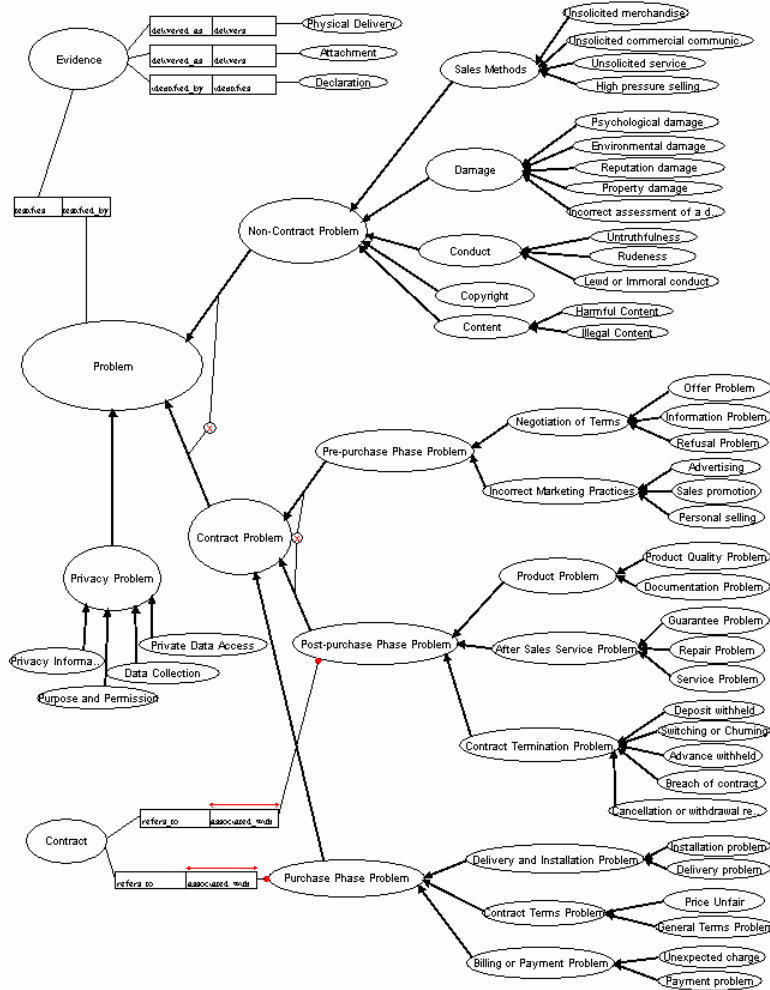 Evidence
delivered_as
delivers
Physical Delivery
delivered_as
delivers
Attachment
identified_by
identifies
Declaration
testifies
testified_by
Problem
Non-Contract Problem
Sales Methods
Unsolicited merchandise
Unsolicited commercial communic...
Unsolicited service
High pressure selling
Damage
Psychological damage
Environmental damage
Reputation damage
Property damage
Incorrect assessment of a d...
Conduct
Untruthfulness
Rudeness
Lewd or Immoral conduct
Copyright
Content
Harmful Content
Illegal Content
X
Contract Problem
X
Pre-purchase Phase Problem
Negotiation of Terms
Offer Problem
Information Problem
Refusal Problem
Incorrect Marketing Practices
Advertising
Sales promotion
Personal selling
Privacy Problem
Privacy Informa...
Purpose and Permission
Data Collection
Private Data Access
Post-purchase Phase Problem
Product Problem
Product Quality Problem
Documentation Problem
After Sales Service Problem
Guarantee Problem
Repair Problem
Service Problem
Contract Termination Problem
Deposit withheld
Switching or Churning
Advance withheld
Breach of contract
Cancellation or withdrawal re...
Contract
refers_to
associated_with
refers_to
associated_with
Purchase Phase Problem
Delivery and Installation Problem
Installation problem
Delivery problem
Contract Terms Problem
Price Unfair
General Terms Problem
Billing or Payment Problem
Unexpected charge
Payment problem